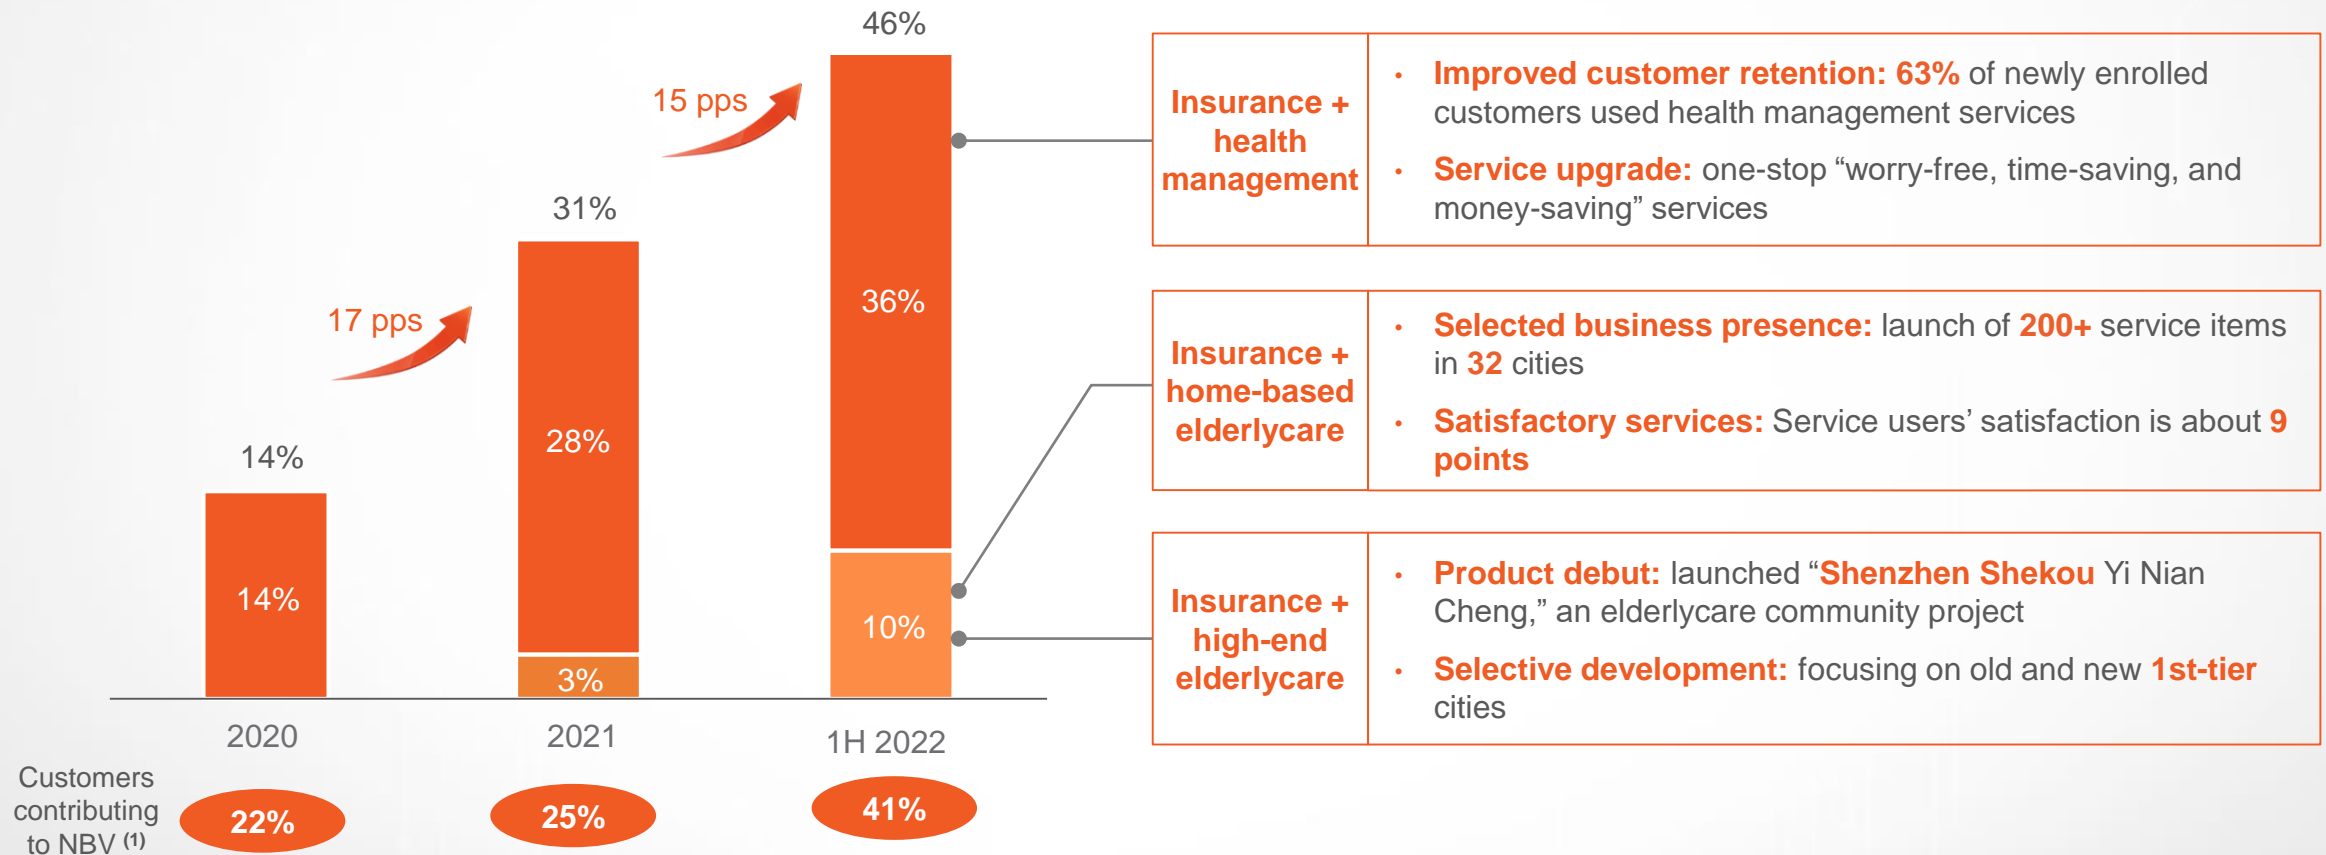 46%
15 pps
31%
36%
17 pps
28%
14%
14%
10%
3%
2020
2021
1H 2022
Customers
contributing
to NBV (1)
22%
25%
41%
Insurance +
health
management
• Improved customer retention: 63% of newly enrolled
customers used health management services
• Service upgrade: one-stop “worry-free, time-saving, and
money-saving” services
Insurance +
home-based
elderlycare
• Selected business presence: launch of 200+ service items
in 32 cities
• Satisfactory services: Service users’ satisfaction is about 9
points
Insurance +
high-end
elderlycare
• Product debut: launched “Shenzhen Shekou Yi Nian
Cheng,” an elderlycare community project
• Selective development: focusing on old and new 1st-tier
cities